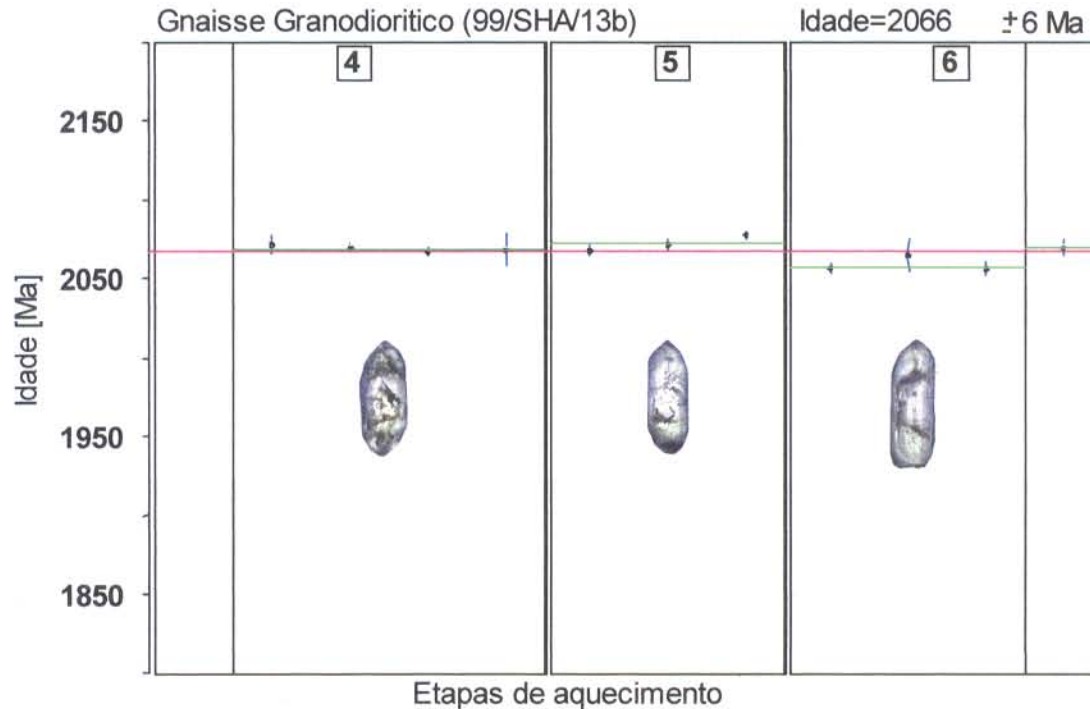 Gnaisse Granodioritico (99/SHA/13b) Idade=2066 ±6 Ma
4 5 6
2150
2050
1950
1850
Idade [Ma]
Etapas de aquecimento